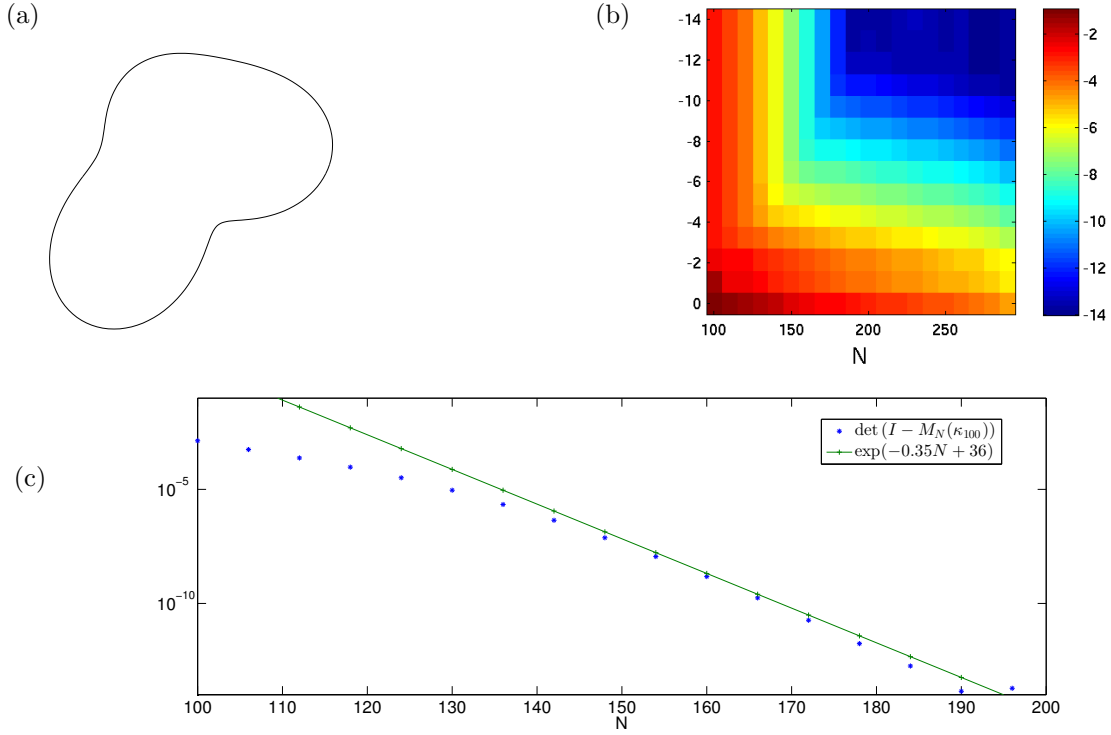 (a)
(b)
-14
-12
-10
-8
-6
-4
-2
0
100 150 200 250
N
-2
-4
-6
-8
-10
-12
-14
(c)
det(I − M_N(κ_100))
exp(−0.35N + 36)
10^−5
10^−10
100 110 120 130 140 150 160 170 180 190 200
N